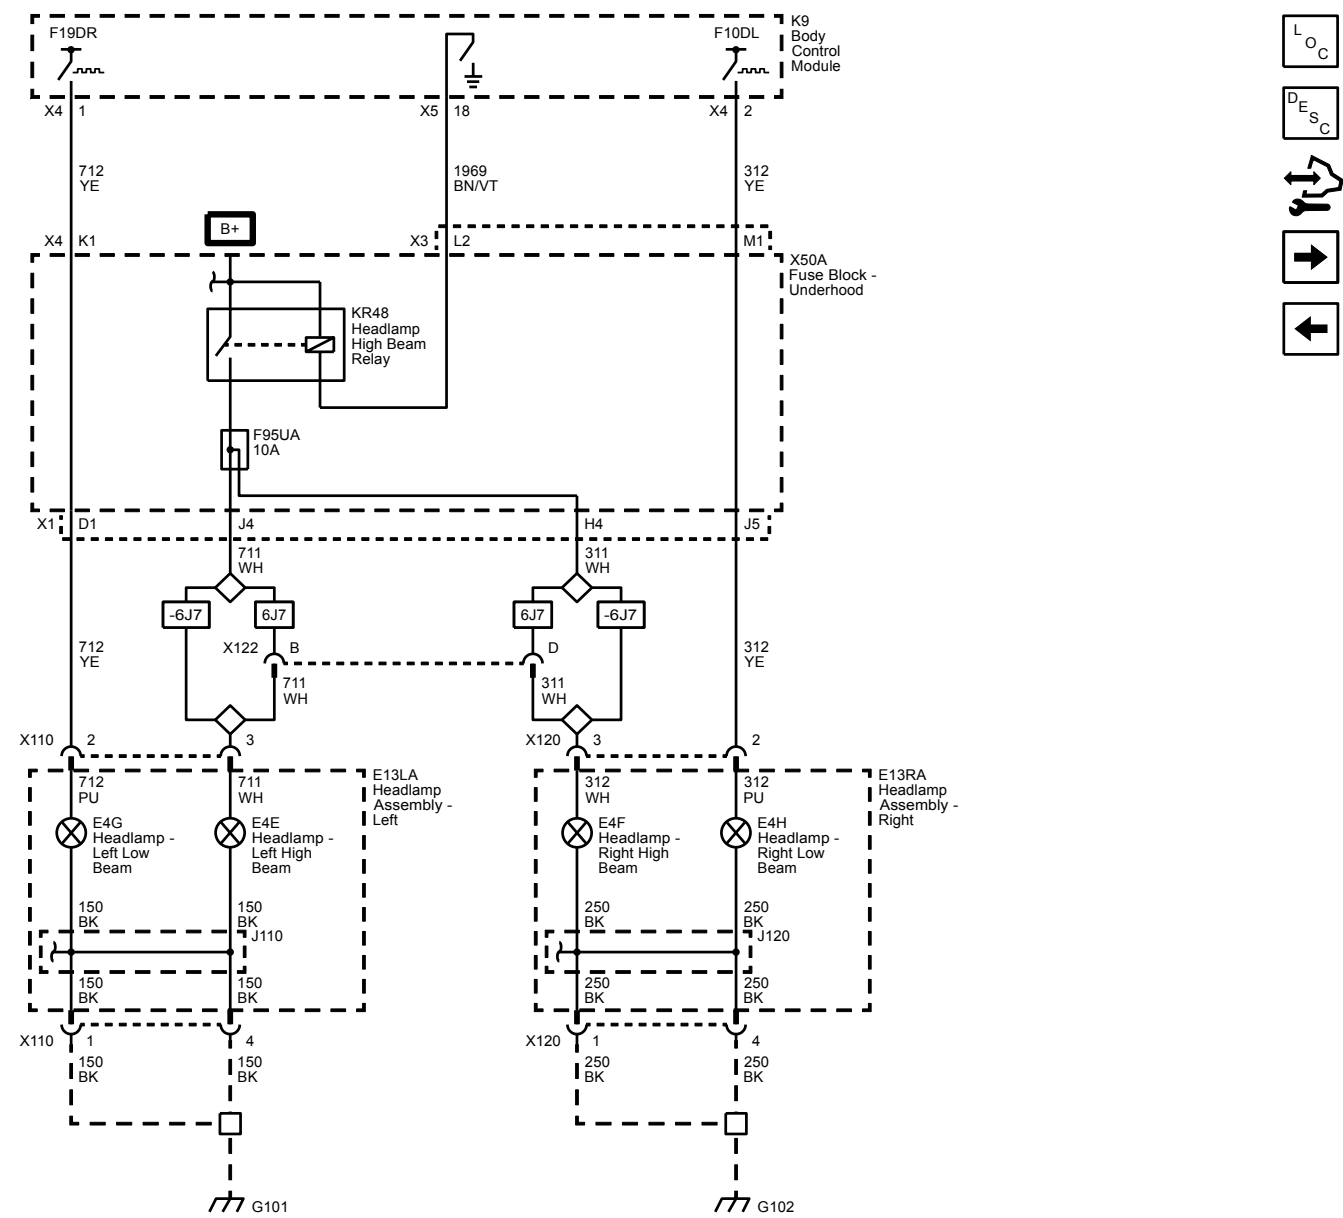 F19DR
F10DL
K9
Body
Control
Module
L
O
C
X4 1
X5 18
X4 2
D
E
S
C
712
YE
1969
BN/VT
312
YE
B+
X4 K1
X3 L2
M1
X50A
Fuse Block -
Underhood
KR48
Headlamp
High Beam
Relay
F95UA
10A
X1 D1
J4
H4
J5
711
WH
311
WH
-6J7
6J7
6J7
-6J7
712
YE
X122 B
D
312
YE
711
WH
311
WH
X110 2
3
X120 3
2
712
PU
711
WH
E13LA
Headlamp
Assembly -
Left
312
WH
312
PU
E13RA
Headlamp
Assembly -
Right
E4G
Headlamp -
Left Low
Beam
E4E
Headlamp -
Left High
Beam
E4F
Headlamp -
Right High
Beam
E4H
Headlamp -
Right Low
Beam
150
BK
150
BK
J110
250
BK
250
BK
J120
150
BK
150
BK
250
BK
250
BK
X110 1
4
X120 1
4
150
BK
150
BK
250
BK
250
BK
G101
G102